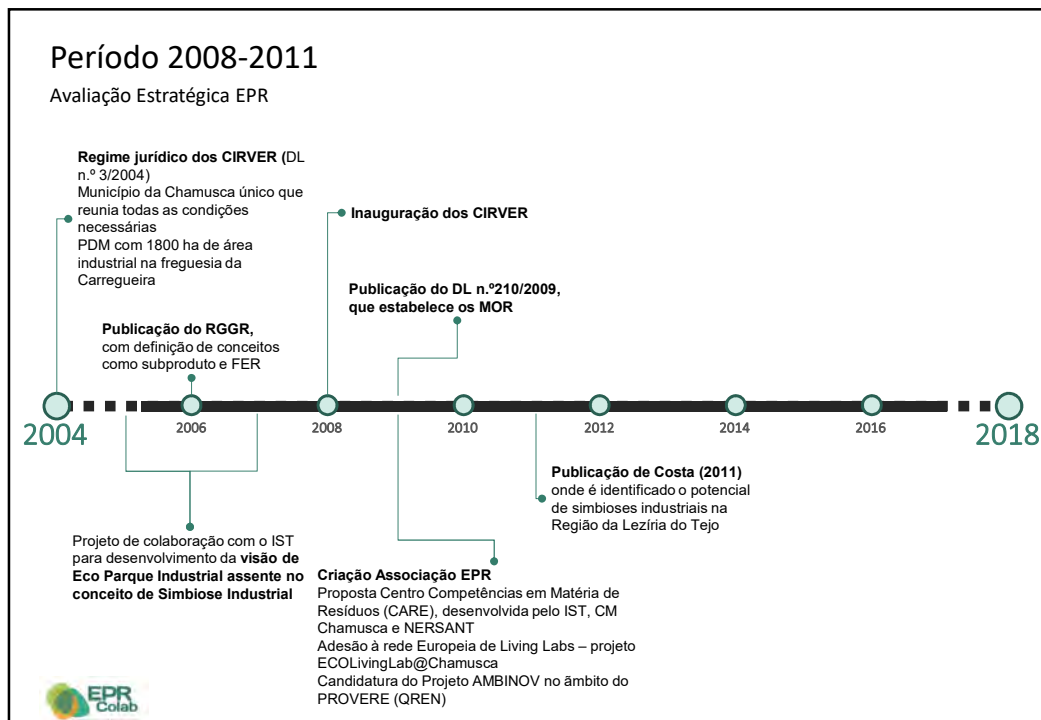 Período 2008-2011
Avaliação Estratégica EPR
Regime jurídico dos CIRVER (DL
n.º 3/2004)
Município da Chamusca único que
reunia todas as condições
necessárias
PDM com 1800 ha de área
industrial na freguesia da
Carregueira
Inauguração dos CIRVER
Publicação do DL n.º210/2009,
que estabelece os MOR
Publicação do RGGR,
com definição de conceitos
como subproduto e FER
2004
2006
2008
2010
2012
2014
2016
2018
Publicação de Costa (2011)
onde é identificado o potencial
de simbioses industriais na
Região da Lezíria do Tejo
Projeto de colaboração com o IST
para desenvolvimento da visão de
Eco Parque Industrial assente no
conceito de Simbiose Industrial
Criação Associação EPR
Proposta Centro Competências em Matéria de
Resíduos (CARE), desenvolvida pelo IST, CM
Chamusca e NERSANT
Adesão à rede Europeia de Living Labs – projeto
ECOLivingLab@Chamusca
Candidatura do Projeto AMBINOV no âmbito do
PROVERE (QREN)
EPR
Colab